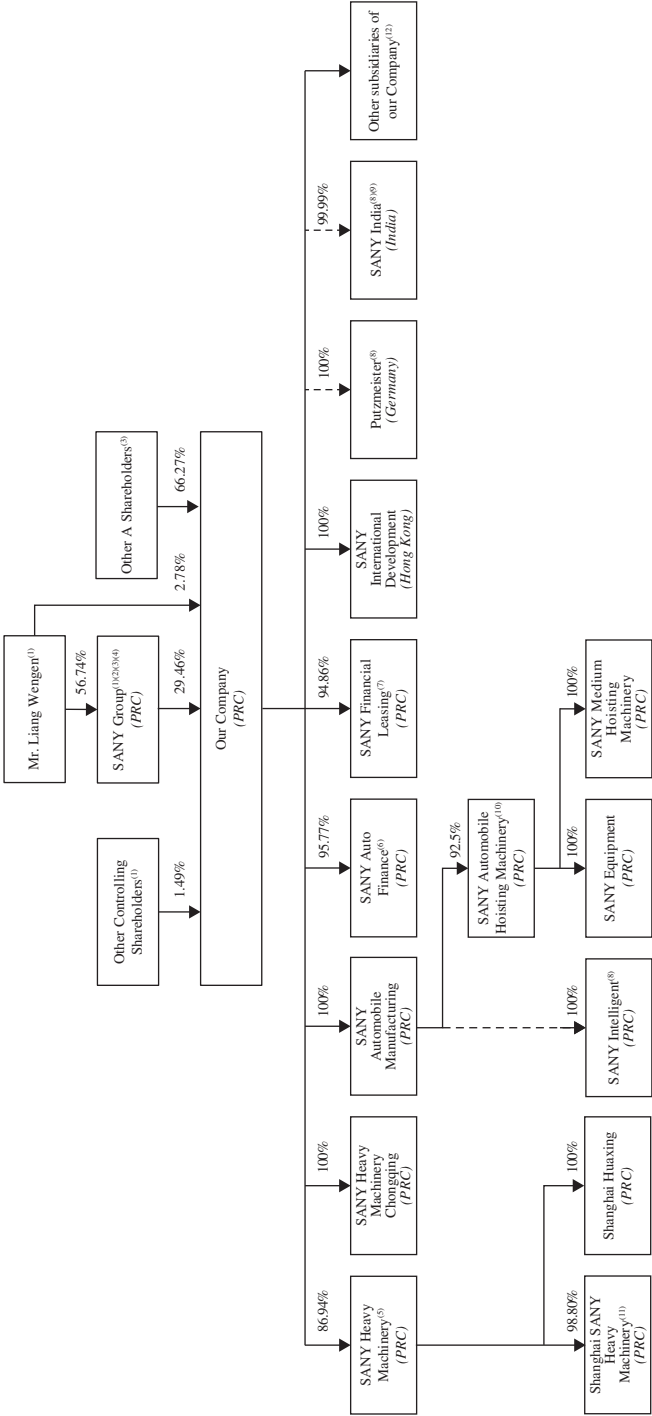 Mr. Liang Wengen(1)
56.74%
Other Controlling
Shareholders(1)
SANY Group(1)(2)(3)(4)
(PRC)
Other A Shareholders(3)
1.49%
29.46%
2.78%
66.27%
Our Company
(PRC)
86.94%
100%
100%
95.77%
94.86%
100%
100%
99.99%
SANY Heavy
Machinery(5)
(PRC)
SANY Heavy
Machinery
Chongqing
(PRC)
SANY
Automobile
Manufacturing
(PRC)
SANY Auto
Finance(6)
(PRC)
SANY Financial
Leasing(7)
(PRC)
SANY
International
Development
(Hong Kong)
Putzmeister(8)
(Germany)
SANY India(8)(9)
(India)
Other subsidiaries of
our Company(12)
92.5%
SANY Automobile
Hoisting Machinery(10)
(PRC)
98.80%
100%
100%
100%
100%
Shanghai SANY
Heavy
Machinery(11)
(PRC)
Shanghai Huaxing
(PRC)
SANY Intelligent(8)
(PRC)
SANY Equipment
(PRC)
SANY Medium
Hoisting
Machinery
(PRC)